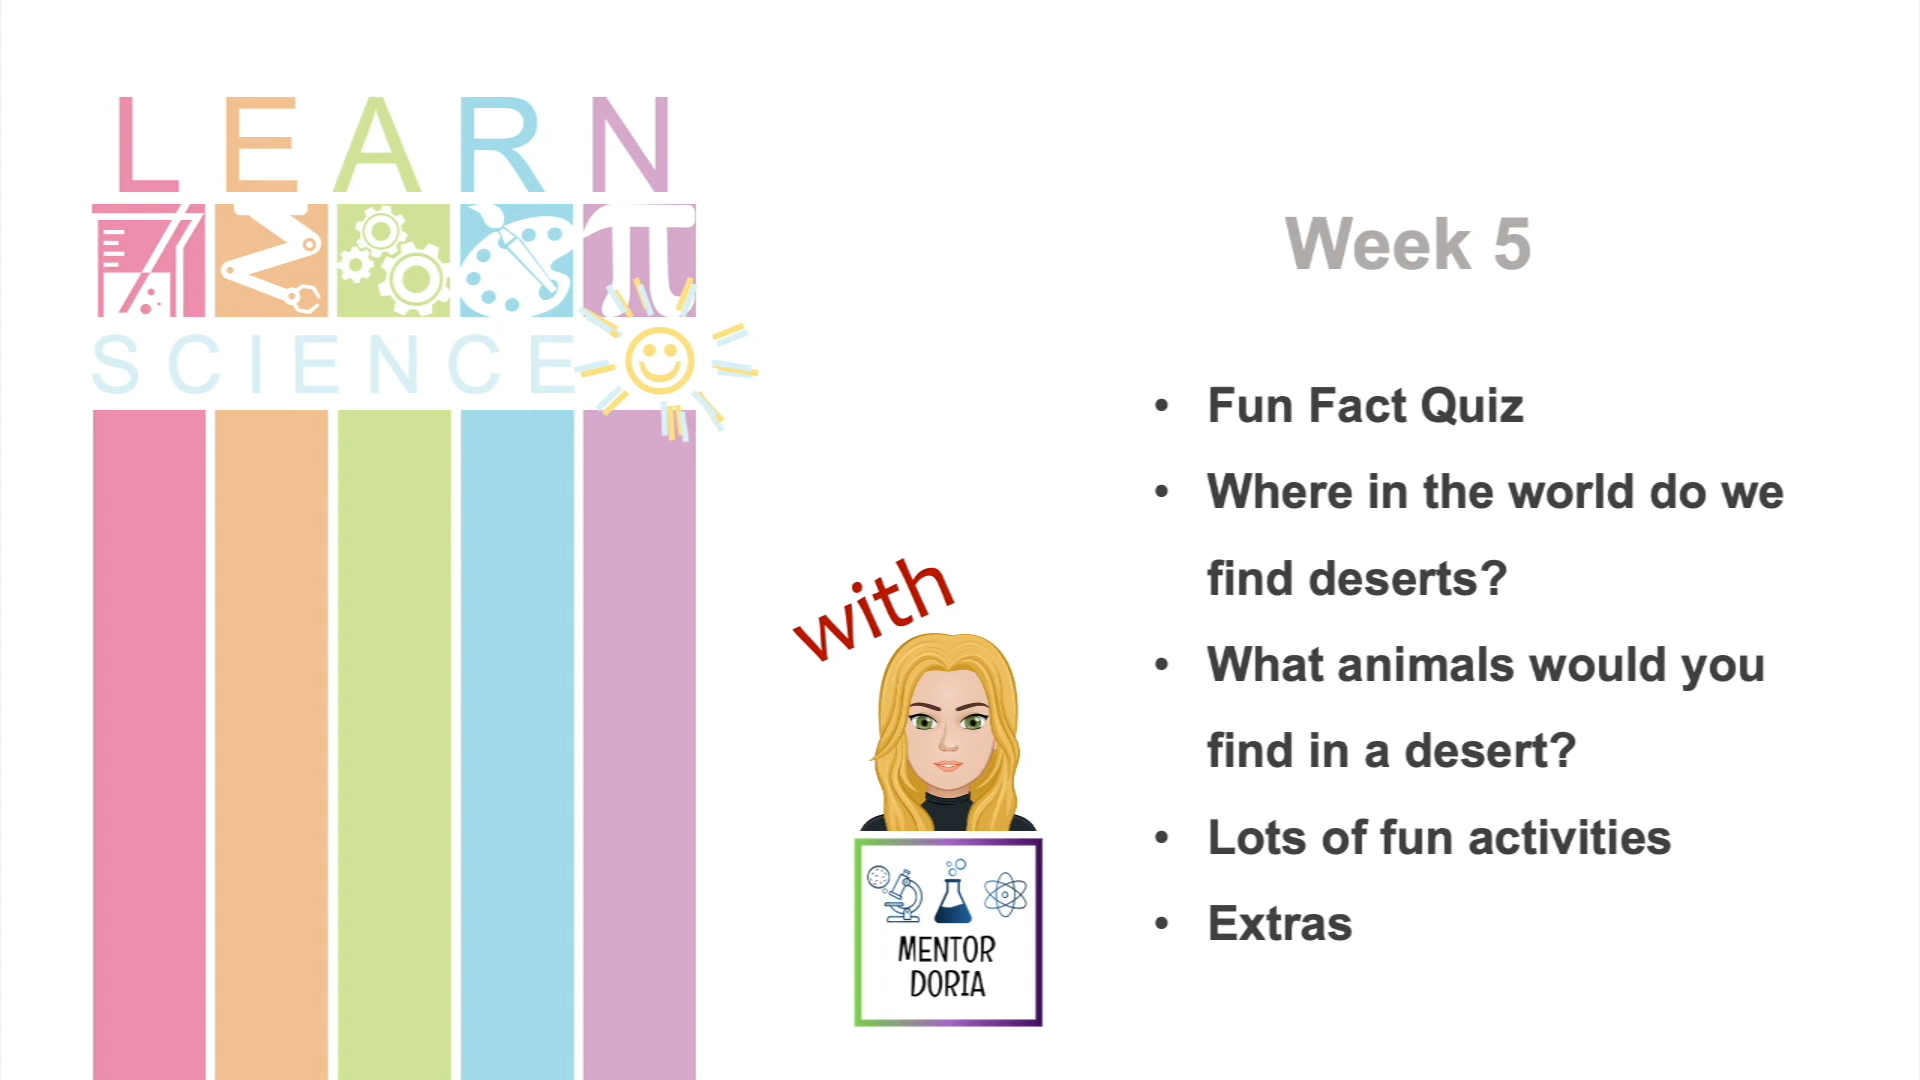 LEARN
SCIENCE
with
MENTOR
DORIA
Week 5
• Fun Fact Quiz
• Where in the world do we
find deserts?
• What animals would you
find in a desert?
• Lots of fun activities
• Extras